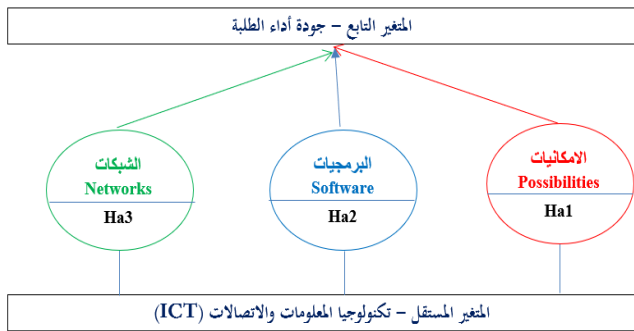 المتغير التابع – جودة أداء الطلبة
الامكانيات
Possibilities
Ha1
البرمجيات
Software
Ha2
الشبكات
Networks
Ha3
المتغير المستقل – تكنولوجيا المعلومات والاتصالات (ICT)